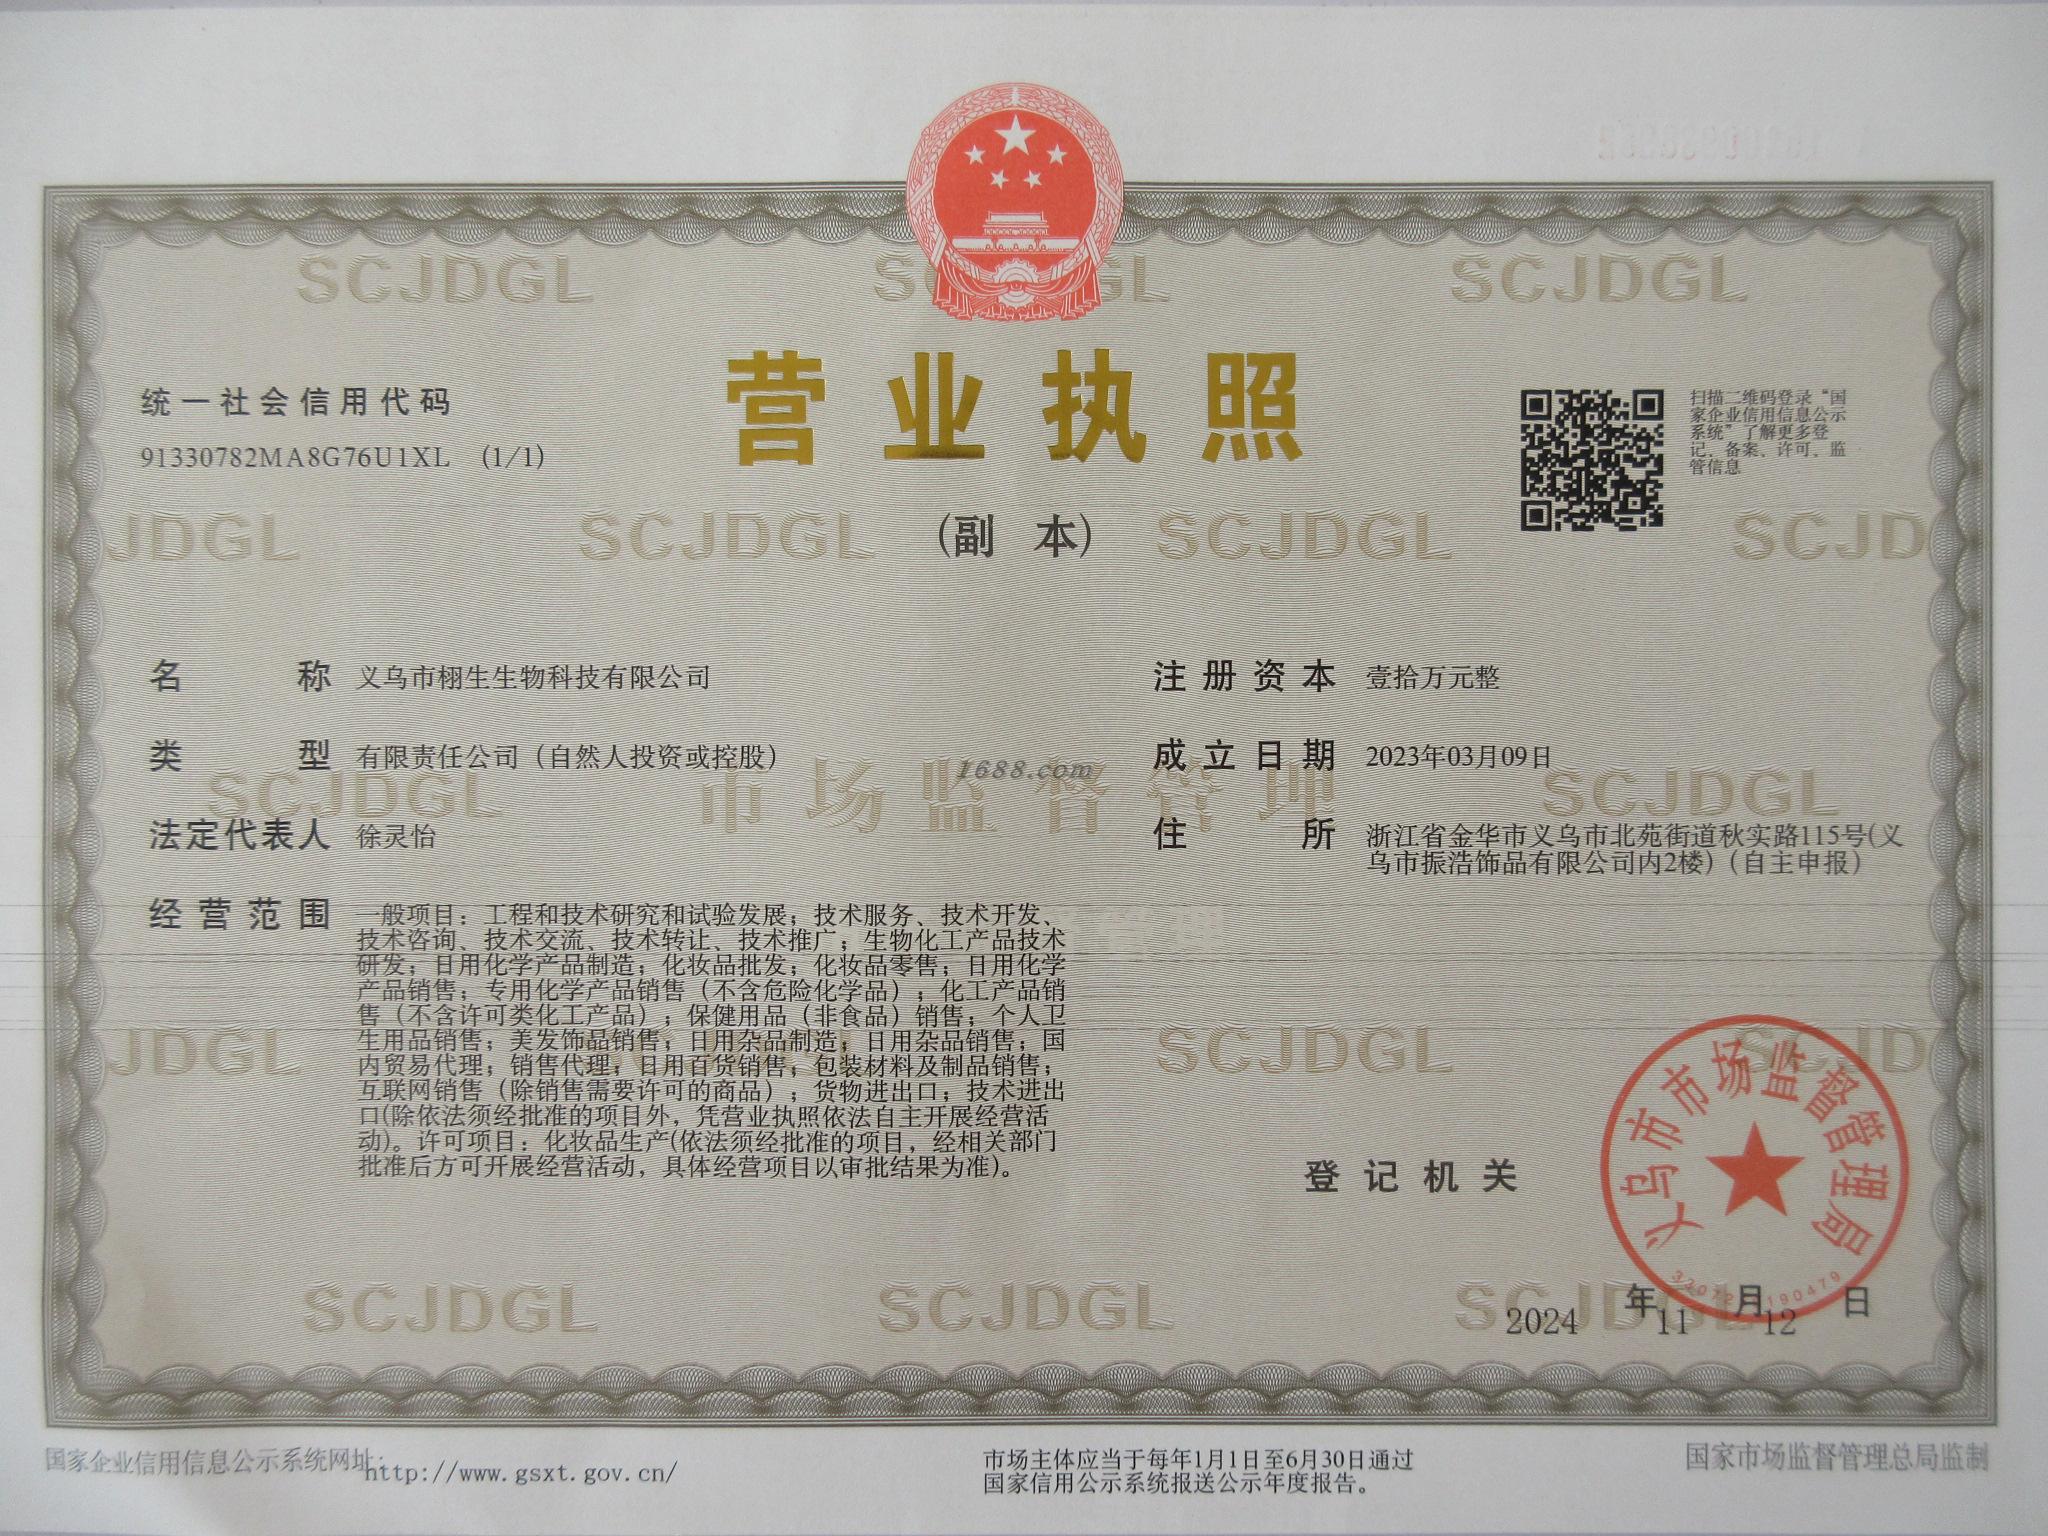 SCJDGL SCJDGL SCJDGL
营业执照
统一社会信用代码
91330782MA8G76U1XL (1/1)
扫描二维码登录“国
家企业信用信息公示
系统”了解更多登
记、备案、许可、监
管信息
(副 本)
JDGL SCJDGL SCJDGL SCJD
名 称 义乌市栩生生物科技有限公司
注册资本 壹拾万元整
类 型 有限责任公司（自然人投资或控股）
成立日期 2023年03月09日
1688.com
SCJDGL 市场监督管理 SCJDGL
法定代表人 徐灵怡
住 所 浙江省金华市义乌市北苑街道秋实路115号(义
乌市振浩饰品有限公司内2楼)（自主申报）
经营范围 一般项目：工程和技术研究和试验发展；技术服务、技术开发、
技术咨询、技术交流、技术转让、技术推广；生物化工产品技术
研发；日用化学产品制造；化妆品批发；化妆品零售；日用化学
产品销售；专用化学产品销售（不含危险化学品）；化工产品销
售（不含许可类化工产品）；保健用品（非食品）销售；个人卫
生用品销售；美发饰品销售；日用杂品制造；日用杂品销售；国
内贸易代理；销售代理；日用百货销售；包装材料及制品销售；
互联网销售（除销售需要许可的商品）；货物进出口；技术进出
口(除依法须经批准的项目外，凭营业执照依法自主开展经营活
动)。许可项目：化妆品生产(依法须经批准的项目，经相关部门
批准后方可开展经营活动，具体经营项目以审批结果为准)。
JDGL SCJDGL SCJD
登记机关
义乌市市场监督管理局
2024年11月12日
SCJDGL SCJDGL SCJDGL
国家企业信用信息公示系统网址：http://www.gsxt.gov.cn/
市场主体应当于每年1月1日至6月30日通过
国家信用公示系统报送公示年度报告。
国家市场监督管理总局监制